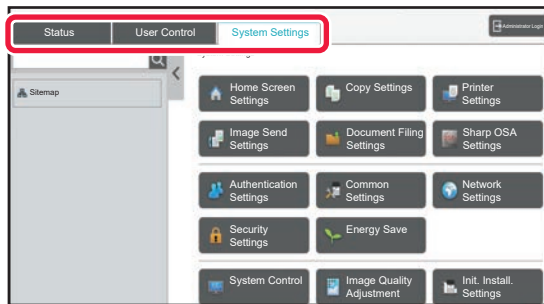 Status
User Control
System Settings
Administrator Login
Sitemap
Home Screen
Settings
Copy Settings
Printer
Settings
Image Send
Settings
Document Filing
Settings
Sharp OSA
Settings
Authentication
Settings
Common
Settings
Network
Settings
Security
Settings
Energy Save
System Control
Image Quality
Adjustment
Init. Install.
Settings